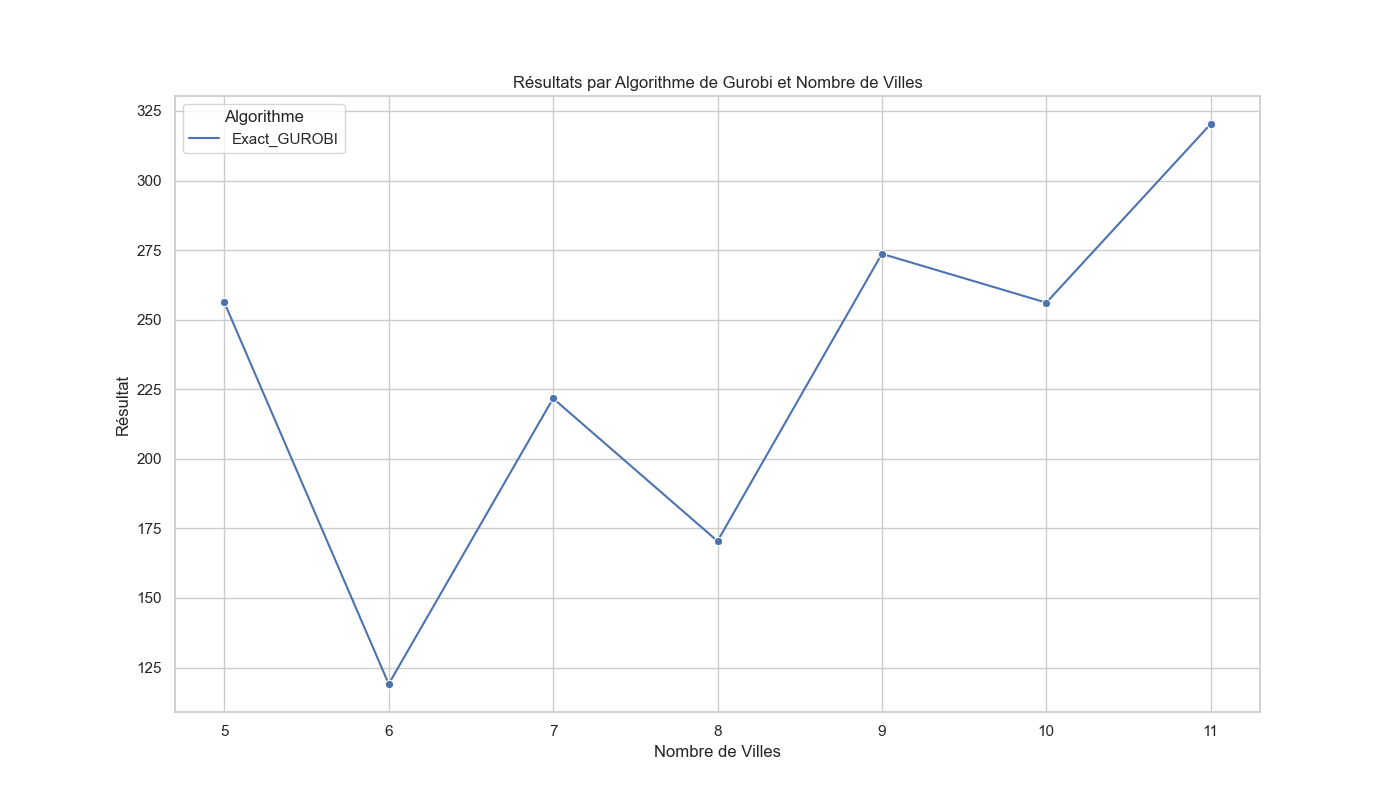 Résultats par Algorithme de Gurobi et Nombre de Villes
Algorithme
Exact_GUROBI
Résultat
325
300
275
250
225
200
175
150
125
5 6 7 8 9 10 11
Nombre de Villes